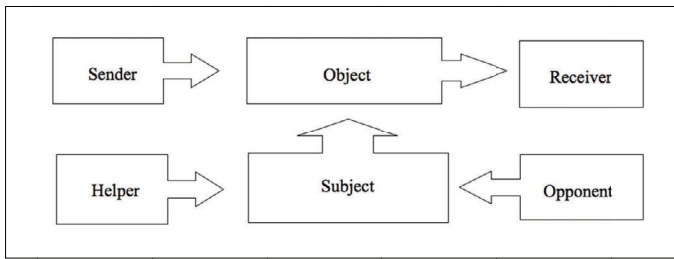 Sender
Object
Receiver
Helper
Subject
Opponent